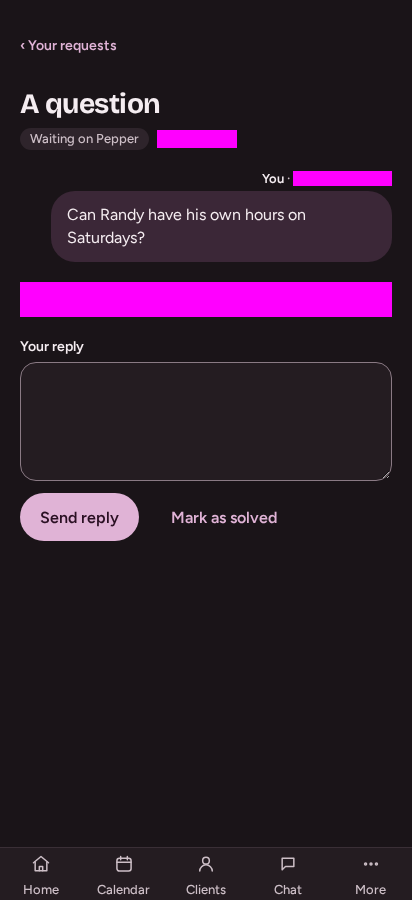 ‹ Your requests
A question
Waiting on Pepper
You ·
Can Randy have his own hours on
Saturdays?
Your reply
Send reply
Mark as solved
Home
Calendar
Clients
Chat
More